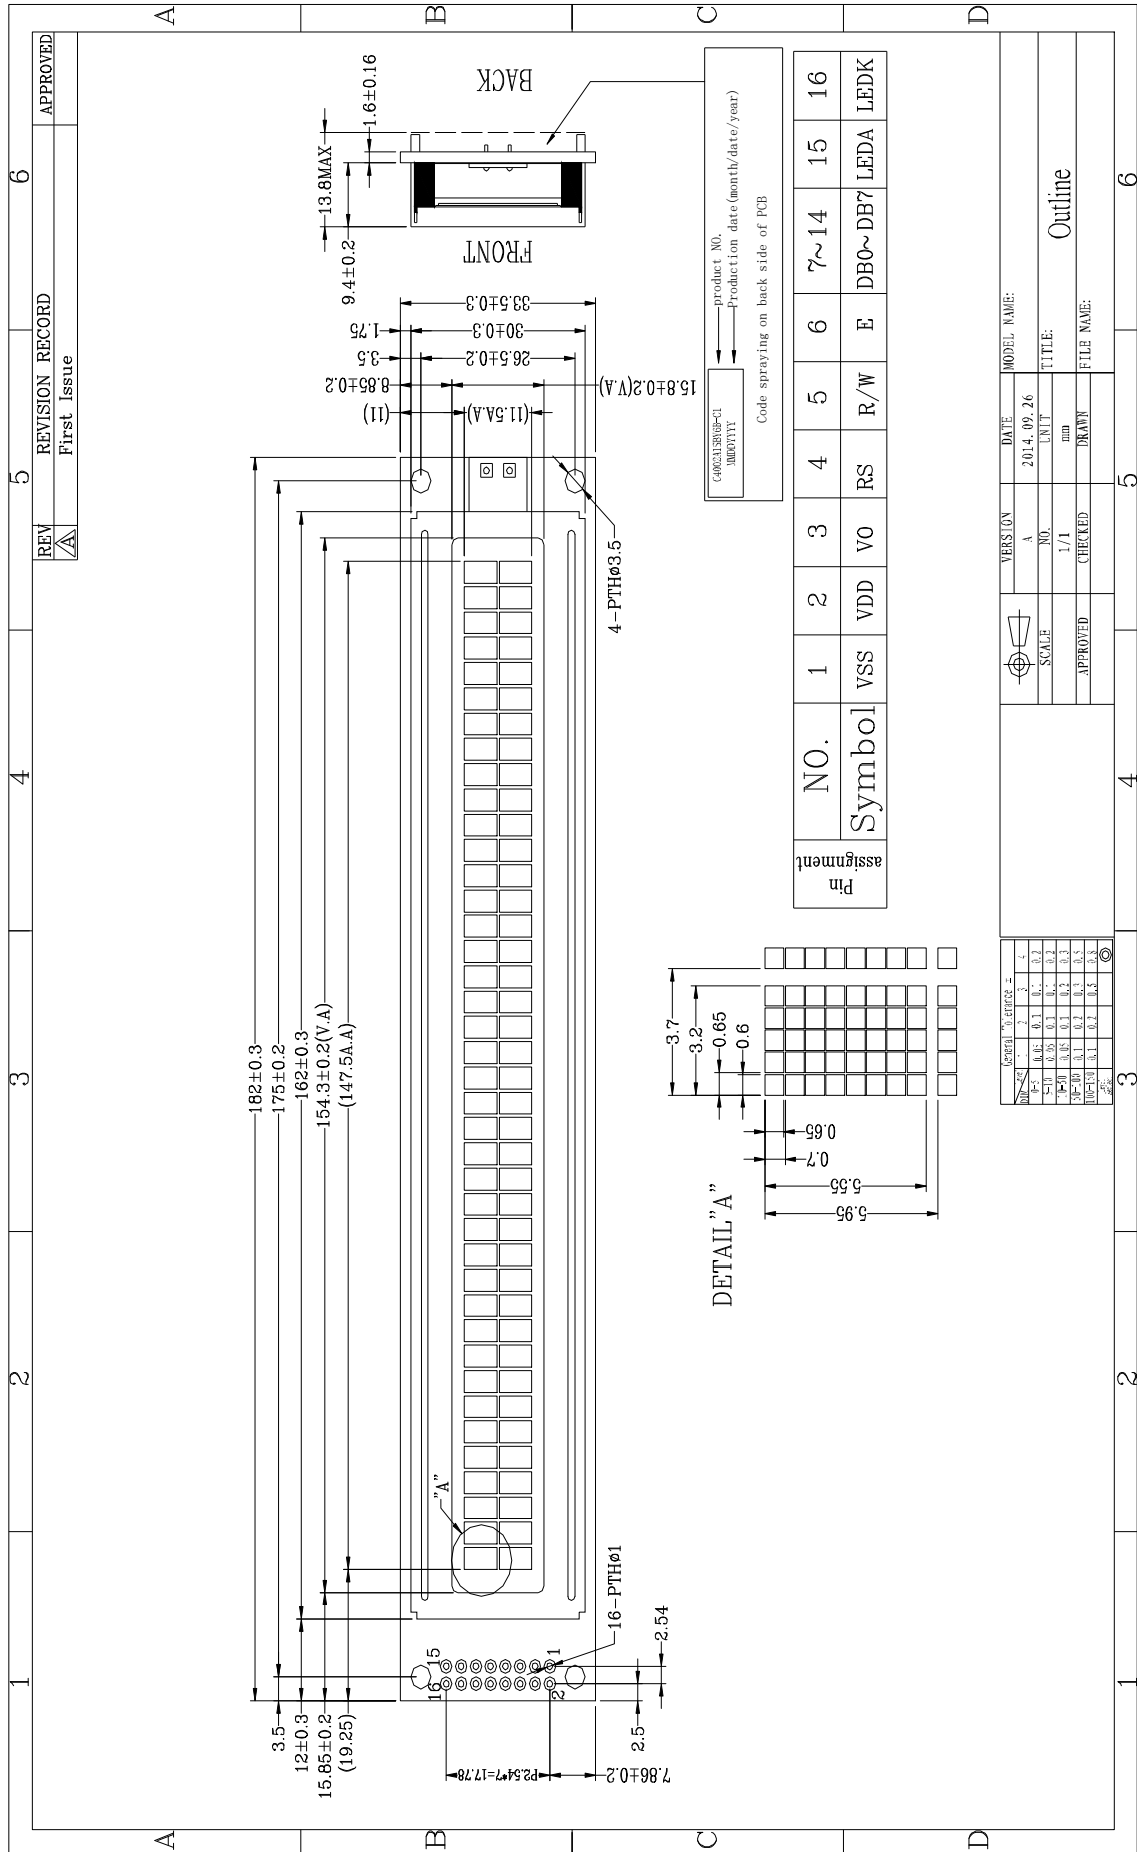 REV
REVISION RECORD
APPROVED
A
First Issue
1
2
3
4
5
6
A
B
C
D
182±0.3
175±0.2
162±0.3
154.3±0.2(V.A)
(147.5A.A)
3.5
12±0.3
15.85±0.2
(19.25)
"A"
16
15
2
1
16-PTHø1
4-PTHø3.5
2.54
2.5
P2.54*7=17.78
7.86±0.2
(11)
(11.5A.A)
8.85±0.2
15.8±0.2(V.A)
3.5
26.5±0.2
1.75
30±0.3
33.5±0.3
9.4±0.2
13.8MAX
1.6±0.16
FRONT
BACK
product NO.
Production date(month/date/year)
MMDDYYYY
Code spraying on back side of PCB
DETAIL"A"
3.7
3.2
0.65
0.6
0.65
0.7
5.55
5.95
Pin assignment
NO. 1 2 3 4 5 6 7~14 15 16
Symbol VSS VDD VO RS R/W E DB0~DB7 LEDA LEDK
VERSION DATE MODEL NAME:
A 2014.09.26
SCALE NO. UNIT TITLE:
1/1 mm Outline
APPROVED CHECKED DRAWN FILE NAME:
A
B
C
D
1
2
3
4
5
6